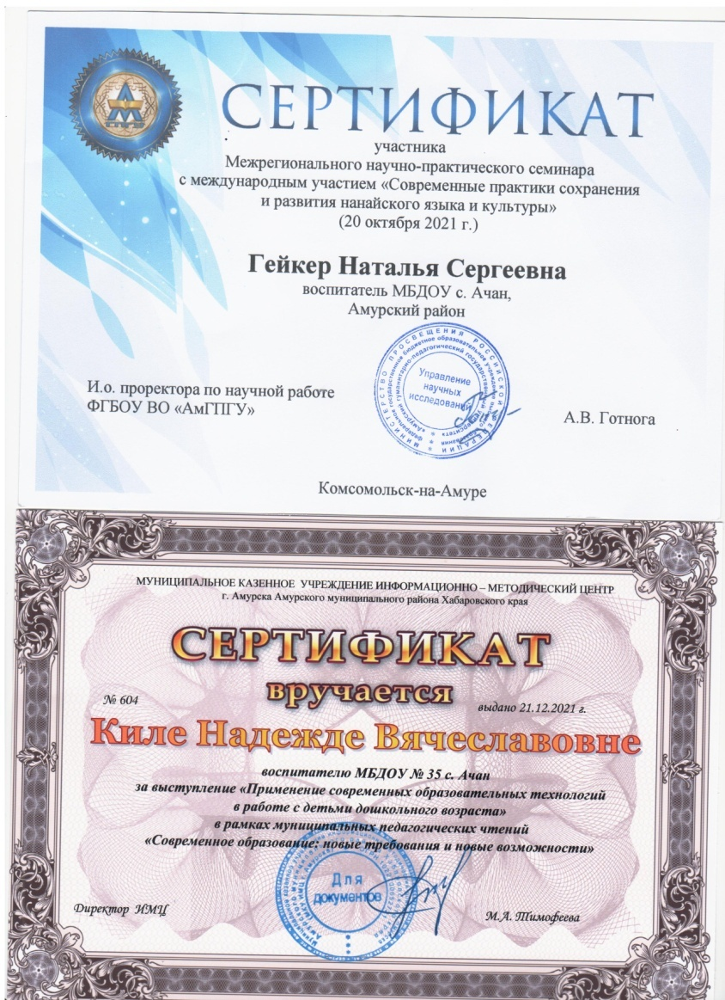 СЕРТИФИКАТ
участника
Межрегионального научно-практического семинара
с международным участием «Современные практики сохранения
и развития нанайского языка и культуры»
(20 октября 2021 г.)
Гейкер Наталья Сергеевна
воспитатель МБДОУ с. Ачан,
Амурский район
МИНИСТЕРСТВО ПРОСВЕЩЕНИЯ РОССИЙСКОЙ ФЕДЕРАЦИИ
Управление
научных
исследований
И.о. проректора по научной работе
ФГБОУ ВО «АмГПГУ»
А.В. Готнога
Комсомольск-на-Амуре
МУНИЦИПАЛЬНОЕ КАЗЕННОЕ УЧРЕЖДЕНИЕ ИНФОРМАЦИОННО – МЕТОДИЧЕСКИЙ ЦЕНТР
г. Амурска Амурского муниципального района Хабаровского края
СЕРТИФИКАТ
вручается
№ 604
выдано 21.12.2021 г.
Киле Надежде Вячеславовне
воспитателю МБДОУ № 35 с. Ачан
за выступление «Применение современных образовательных технологий
в работе с детьми дошкольного возраста»
в рамках муниципальных педагогических чтений
«Современное образование: новые требования и новые возможности»
Для
документов
Директор ИМЦ
М.А. Тимофеева